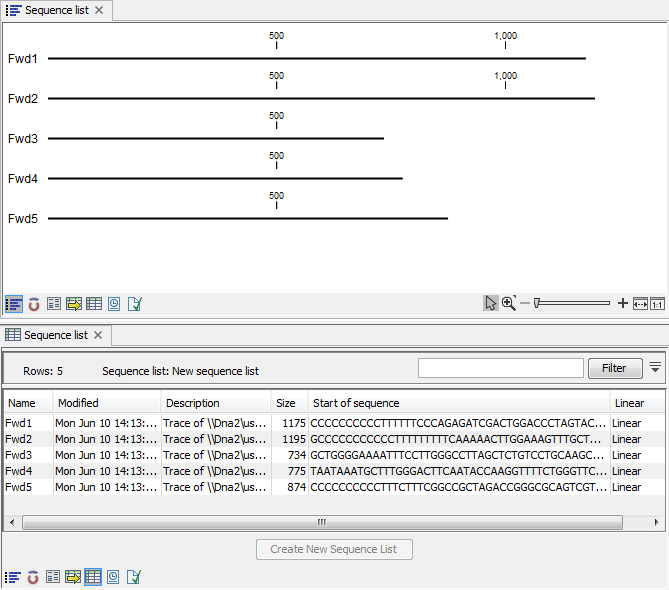 Sequence list
500 1,000
Fwd1
500 1,000
Fwd2
500
Fwd3
500
Fwd4
500
Fwd5
1:1
Sequence list
Rows: 5 Sequence list: New sequence list Filter
Name Modified Description Size Start of sequence Linear
Fwd1 Mon Jun 10 14:13:... Trace of \\Dna2\us... 1175 CCCCCCCCCCTTTTTTCCCAGAGATCGACTGGACCCTAGTAC... Linear
Fwd2 Mon Jun 10 14:13:... Trace of \\Dna2\us... 1195 GCCCCCCCCCCTTTTTTTTTCAAAAACTTGGAAAGTTTGCT... Linear
Fwd3 Mon Jun 10 14:13:... Trace of \\Dna2\us... 734 GCTGGGGAAAATTTCCTTGGGCCTTAGCTCTGTCCTGCAAGC... Linear
Fwd4 Mon Jun 10 14:13:... Trace of \\Dna2\us... 775 TAATAAATGCTTTGGGACTTCAATACCAAGGTTTTCTGGGTTC... Linear
Fwd5 Mon Jun 10 14:13:... Trace of \\Dna2\us... 874 CCCCCCCCCCTTTCTTTCGGCCGCTAGACCGGGCGCAGTCGT... Linear
Create New Sequence List